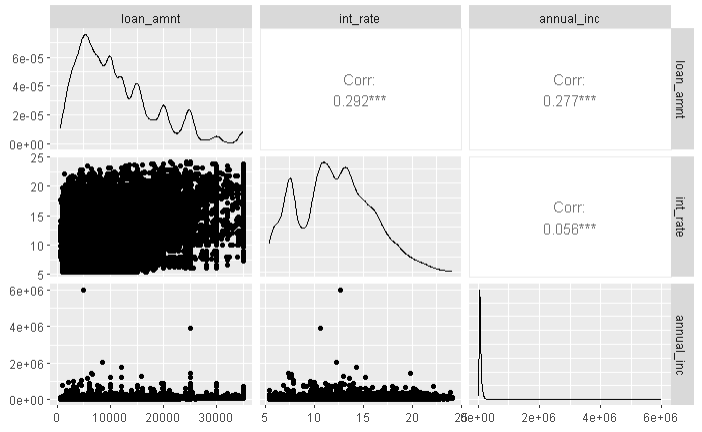 loan_amnt int_rate annual_inc
6e-05
4e-05
2e-05
0e+00
Corr:
0.292***
Corr:
0.277***
loan_amnt
25
20
15
10
5
Corr:
0.056***
int_rate
6e+06
4e+06
2e+06
0e+00
annual_inc
0 10000 20000 30000 5 10 15 20 25 0e+00 2e+06 4e+06 6e+06